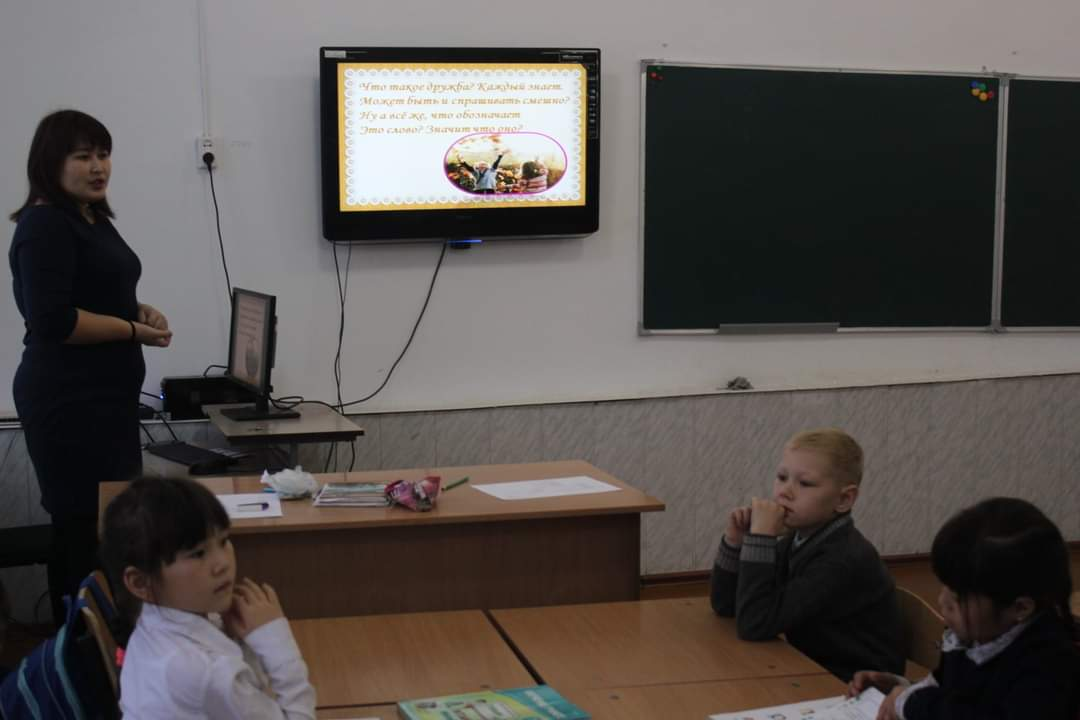 Что такое дружба? Каждый знает.
Может быть и спрашивать смешно?
Ну а всё же, что обозначает
Это слово? Значит что оно?